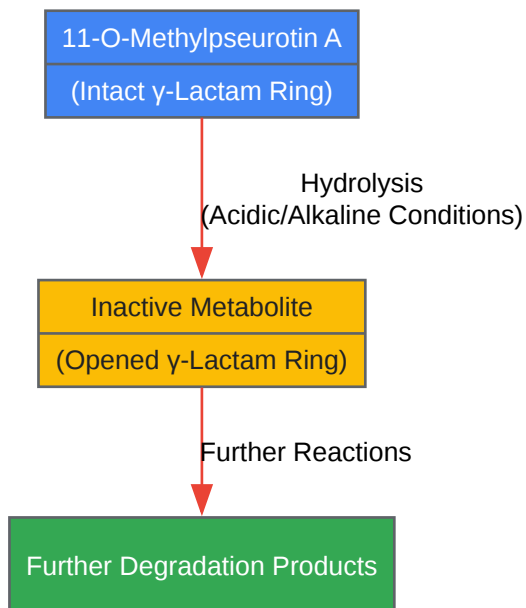 11-O-Methylpseurotin A
(Intact γ-Lactam Ring)
Hydrolysis
(Acidic/Alkaline Conditions)
Inactive Metabolite
(Opened γ-Lactam Ring)
Further Reactions
Further Degradation Products